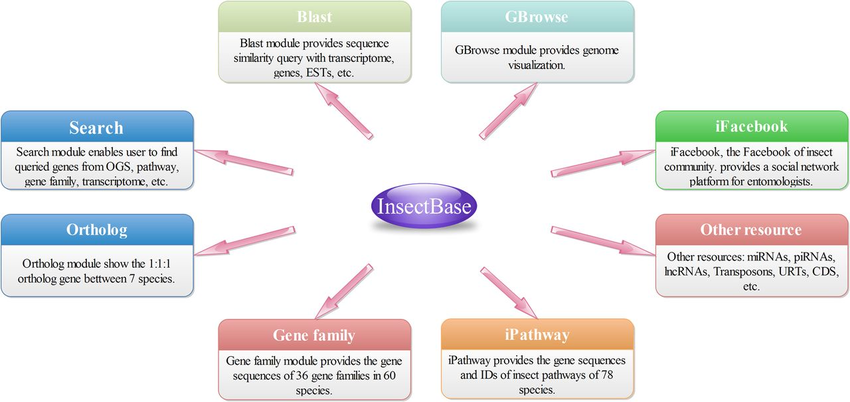 Blast
Blast module provides sequence
similarity query with transcriptome,
genes, ESTs, etc.
GBrowse
GBrowse module provides genome
visualization.
Search
Search module enables user to find
queried genes from OGS, pathway,
gene family, transcriptome, etc.
iFacebook
iFacebook, the Facebook of insect
community. provides a social network
platform for entomologists.
InsectBase
Ortholog
Ortholog module show the 1:1:1
ortholog gene bettween 7 species.
Other resource
Other resources: miRNAs, piRNAs,
lncRNAs, Transposons, URTs, CDS,
etc.
Gene family
Gene family module provides the gene
sequences of 36 gene families in 60
species.
iPathway
iPathway provides the gene sequences
and IDs of insect pathways of 78
species.